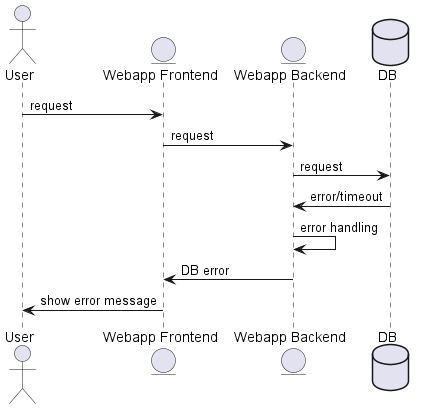 User
Webapp Frontend
Webapp Backend
DB
request
request
request
error/timeout
error handling
DB error
show error message
User
Webapp Frontend
Webapp Backend
DB